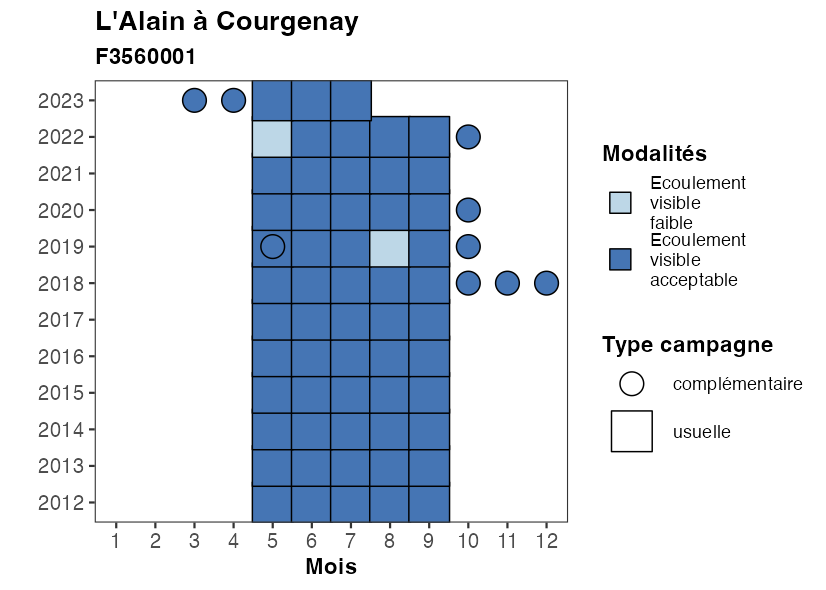 L'Alain à Courgenay
F3560001
2023
2022
2021
2020
2019
2018
2017
2016
2015
2014
2013
2012
1 2 3 4 5 6 7 8 9 10 11 12
Mois
Modalités
Ecoulement
visible
faible
Ecoulement
visible
acceptable
Type campagne
complémentaire
usuelle